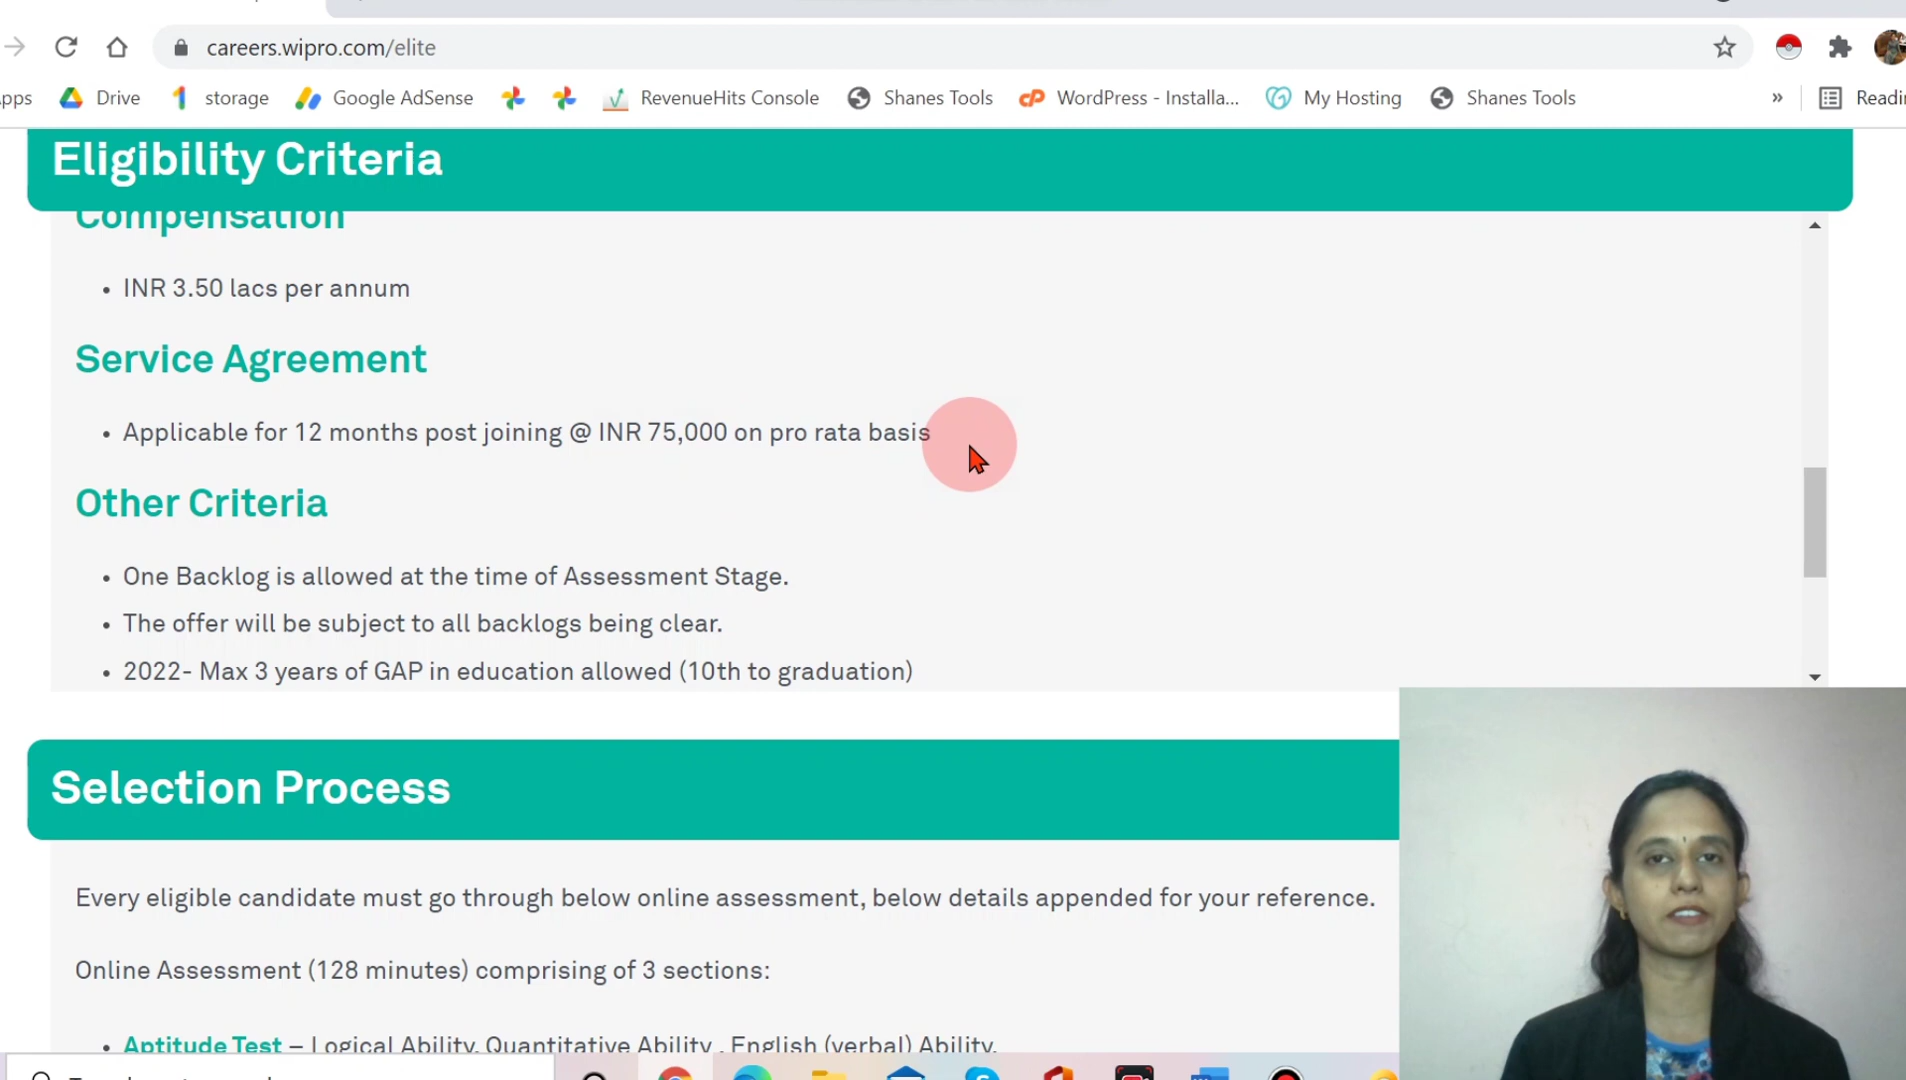 careers.wipro.com/elite
Drive
storage
Google AdSense
RevenueHits Console
Shanes Tools
WordPress - Installa...
My Hosting
Shanes Tools
»
Eligibility Criteria
Compensation
• INR 3.50 lacs per annum
Service Agreement
• Applicable for 12 months post joining @ INR 75,000 on pro rata basis
Other Criteria
• One Backlog is allowed at the time of Assessment Stage.
• The offer will be subject to all backlogs being clear.
• 2022- Max 3 years of GAP in education allowed (10th to graduation)
Selection Process
Every eligible candidate must go through below online assessment, below details appended for your reference.
Online Assessment (128 minutes) comprising of 3 sections:
• Aptitude Test – Logical Ability, Quantitative Ability , English (verbal) Ability.